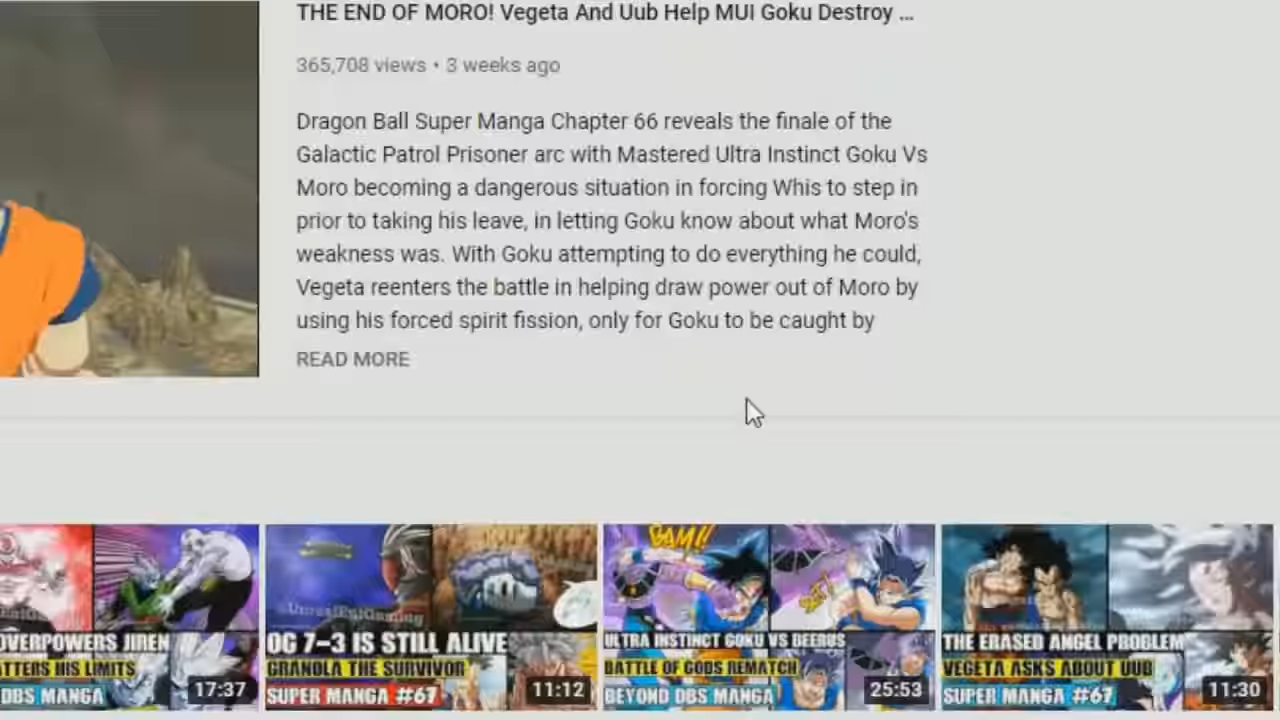 THE END OF MORO! Vegeta And Uub Help MUI Goku Destroy ...
365,708 views • 3 weeks ago
Dragon Ball Super Manga Chapter 66 reveals the finale of the
Galactic Patrol Prisoner arc with Mastered Ultra Instinct Goku Vs
Moro becoming a dangerous situation in forcing Whis to step in
prior to taking his leave, in letting Goku know about what Moro's
weakness was. With Goku attempting to do everything he could,
Vegeta reenters the battle in helping draw power out of Moro by
using his forced spirit fission, only for Goku to be caught by
READ MORE
OVERPOWERS JIREN
HIS LIMITS
DBS MANGA
17:37
OG 7-3 IS STILL ALIVE
GRANOLA THE SURVIVOR
SUPER MANGA #67
11:12
BAM!!
ULTRA INSTINCT GOKU VS BEERUS
BATTLE OF GODS REMATCH
BEYOND DBS MANGA
25:53
THE ERASED ANGEL PROBLEM
VEGETA ASKS ABOUT UUB
SUPER MANGA #67
11:30